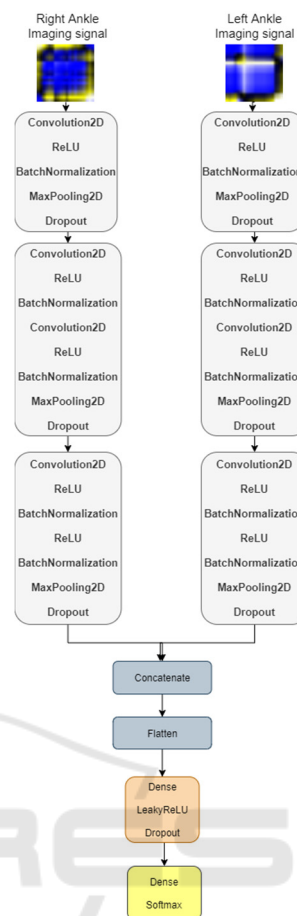 Right Ankle
Imaging signal
Convolution2D
ReLU
BatchNormalization
MaxPooling2D
Dropout
Convolution2D
ReLU
BatchNormalization
Convolution2D
ReLU
BatchNormalization
MaxPooling2D
Dropout
Convolution2D
ReLU
BatchNormalization
ReLU
BatchNormalization
MaxPooling2D
Dropout
Left Ankle
Imaging signal
Convolution2D
ReLU
BatchNormalizatio
MaxPooling2D
Dropout
Convolution2D
ReLU
BatchNormalizatio
Convolution2D
ReLU
BatchNormalizatio
MaxPooling2D
Dropout
Convolution2D
ReLU
BatchNormalizatio
ReLU
BatchNormalizatio
MaxPooling2D
Dropout
Concatenate
Flatten
Dense
LeakyReLU
Dropout
Dense
Softmax